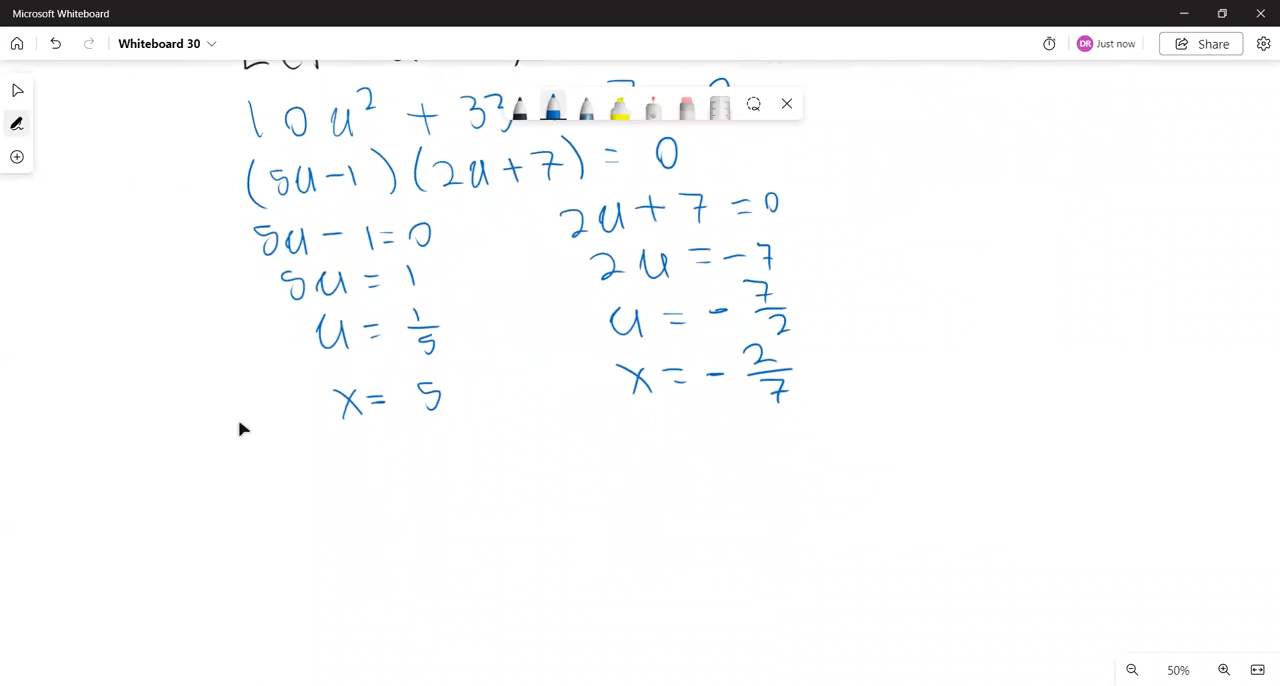 Microsoft Whiteboard
Whiteboard 30
DR Just now
Share
10u² + 33
(5u-1)(2u+7) = 0
5u - 1 = 0
5u = 1
u = 1/5
x = 5
2u + 7 = 0
2u = -7
u = - 7/2
x = - 2/7
50%